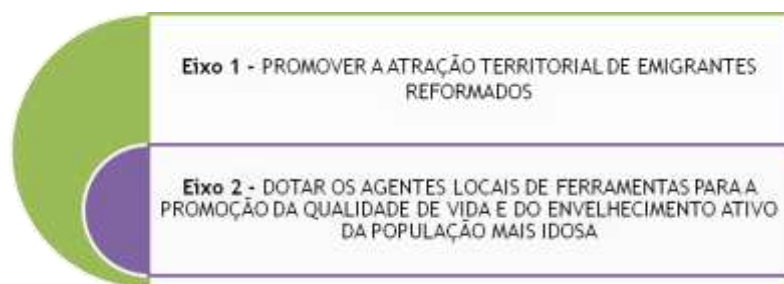 Eixo 1 - PROMOVER A ATRAÇÃO TERRITORIAL DE EMIGRANTES
REFORMADOS
Eixo 2 - DOTAR OS AGENTES LOCAIS DE FERRAMENTAS PARA A
PROMOÇÃO DA QUALIDADE DE VIDA E DO ENVELHECIMENTO ATIVO
DA POPULAÇÃO MAIS IDOSA